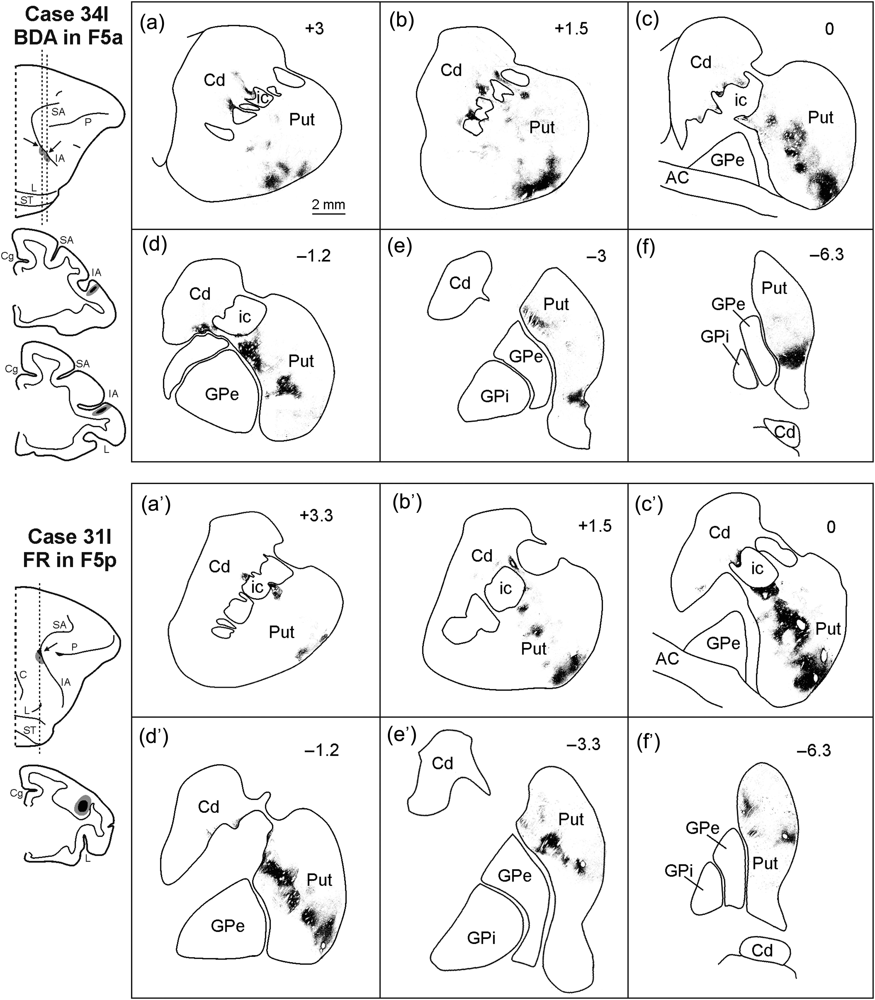 Case 34l
BDA in F5a
SA
P
IA
L
ST
SA
Cg
IA
SA
Cg
IA
L
(a)
+3
Cd
ic
Put
2 mm
(b)
+1.5
Cd
Put
(c)
0
Cd
ic
Put
GPe
AC
(d)
–1.2
Cd
ic
Put
GPe
(e)
–3
Cd
Put
GPe
GPi
(f)
–6.3
Put
GPe
GPi
Cd
Case 31l
FR in F5p
SA
P
C
IA
L
ST
Cg
L
(a’)
+3.3
Cd
ic
Put
(b’)
+1.5
Cd
ic
Put
(c’)
0
Cd
ic
Put
GPe
AC
(d’)
–1.2
Cd
Put
GPe
(e’)
–3.3
Cd
Put
GPe
GPi
(f’)
–6.3
GPe
Put
GPi
Cd